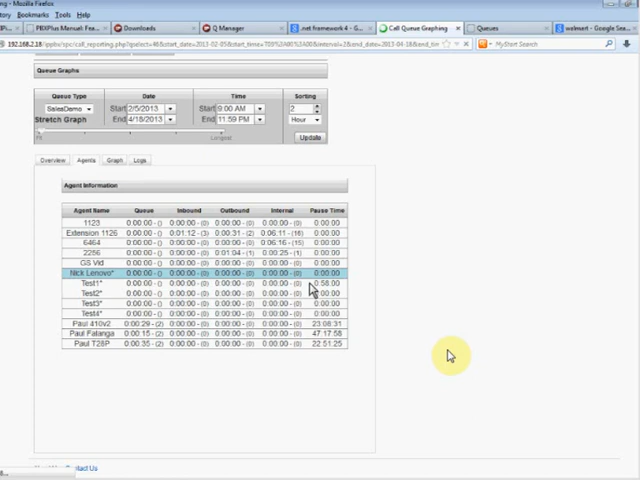 - Mozilla Firefox
story Bookmarks Tools Help
PBXPlus Manual: Fea...
Downloads
Q Manager
.net framework 4 - G...
Call Queue Graphing
Queues
walmart - Google Sea...
MyStart Search
Queue Graphs
Queue Type Date Time Sorting
SalesDemo Start 2/5/2013 Start 9:00 AM 2
Stretch Graph End 4/18/2013 End 11:59 PM Hour
Longest Update
Overview Agents Graph Logs
Agent Information
Agent Name Queue Inbound Outbound Internal Pause Time
1123 0:00:00 - () 0:00:00 - (0) 0:00:00 - (0) 0:00:00 - (0) 0:00:00
Extension 1126 0:00:00 - () 0:01:12 - (3) 0:00:31 - (2) 0:06:11 - (16) 0:00:00
6464 0:00:00 - () 0:00:00 - (0) 0:00:00 - (0) 0:06:16 - (15) 0:00:00
2256 0:00:00 - () 0:00:00 - (0) 0:01:04 - (1) 0:00:25 - (1) 0:00:00
GS Vid 0:00:00 - () 0:00:00 - (0) 0:00:00 - (0) 0:00:00 - (0) 0:00:00
Nick Lenovo* 0:00:00 - () 0:00:00 - (0) 0:00:00 - (0) 0:00:00 - (0) 0:00:00
Test1* 0:00:00 - () 0:00:00 - (0) 0:00:00 - (0) 0:00:00 - (0) :58:00
Test2* 0:00:00 - () 0:00:00 - (0) 0:00:00 - (0) 0:00:00 - (0) 0:00:00
Test3* 0:00:00 - () 0:00:00 - (0) 0:00:00 - (0) 0:00:00 - (0) 0:00:00
Test4* 0:00:00 - () 0:00:00 - (0) 0:00:00 - (0) 0:00:00 - (0) 0:00:00
Paul 410v2 0:00:29 - (2) 0:00:00 - (0) 0:00:00 - (0) 0:00:00 - (0) 23:08:31
Paul Fatanga 0:00:15 - (2) 0:00:00 - (0) 0:00:00 - (0) 0:00:00 - (0) 47:17:58
Paul T28P 0:00:35 - (2) 0:00:00 - (0) 0:00:00 - (0) 0:00:00 - (0) 22:51:25
Us